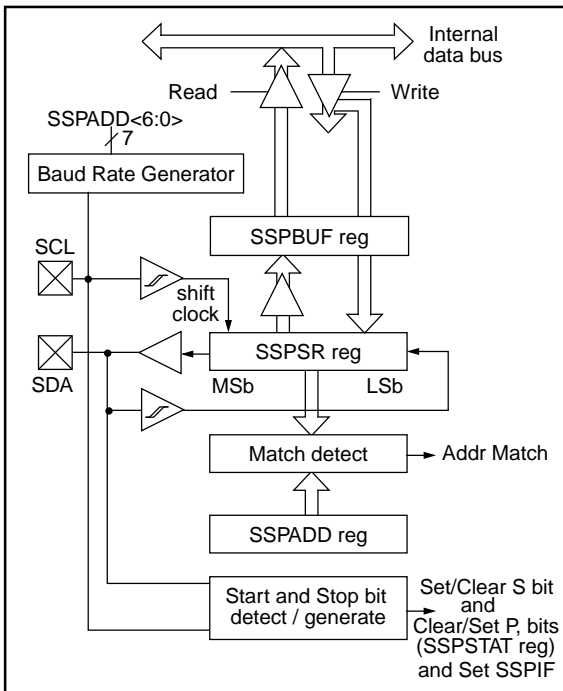 Internal
data bus
Read
Write
SSPADD<6:0>
7
Baud Rate Generator
SSPBUF reg
SCL
shift
clock
SSPSR reg
SDA
MSb
LSb
Match detect
Addr Match
SSPADD reg
Start and Stop bit
detect / generate
Set/Clear S bit
and
Clear/Set P, bits
(SSPSTAT reg)
and Set SSPIF